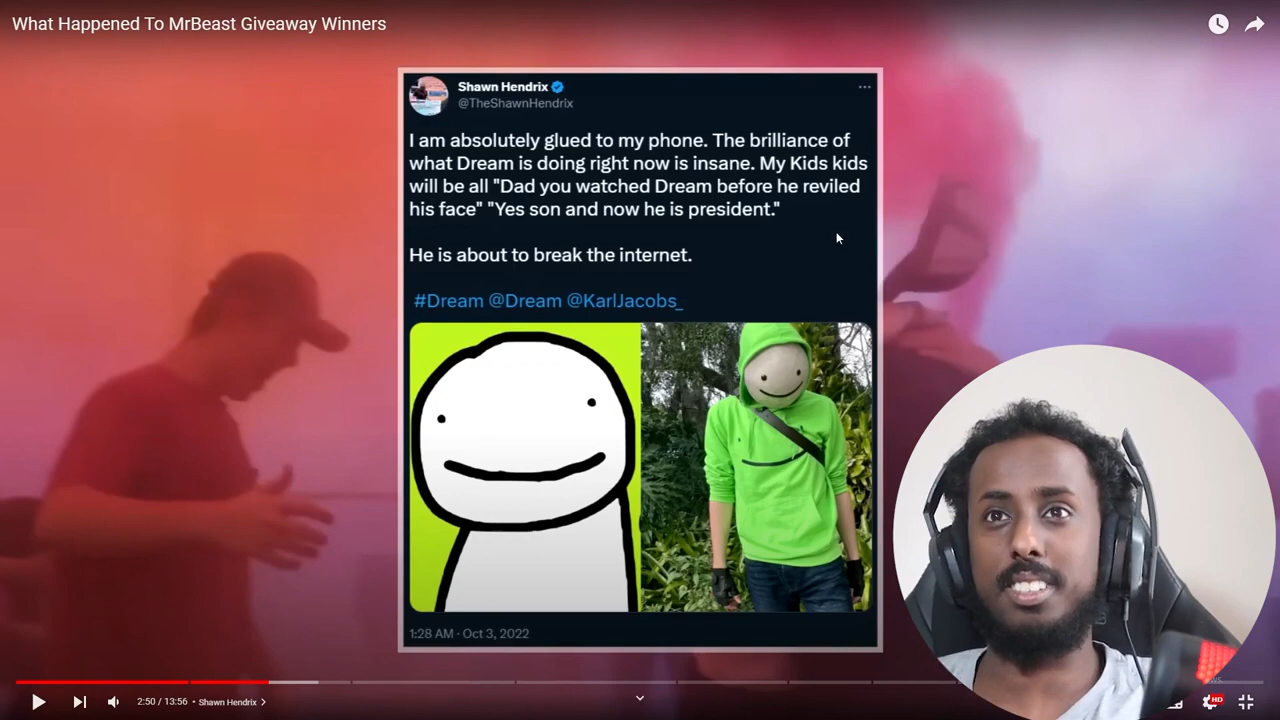 What Happened To MrBeast Giveaway Winners
Shawn Hendrix
@TheShawnHendrix
I am absolutely glued to my phone. The brilliance of
what Dream is doing right now is insane. My Kids kids
will be all "Dad you watched Dream before he reviled
his face" "Yes son and now he is president."
He is about to break the internet.
#Dream @Dream @KarlJacobs_
1:28 AM · Oct 3, 2022
2:50 / 13:56 • Shawn Hendrix >
HD